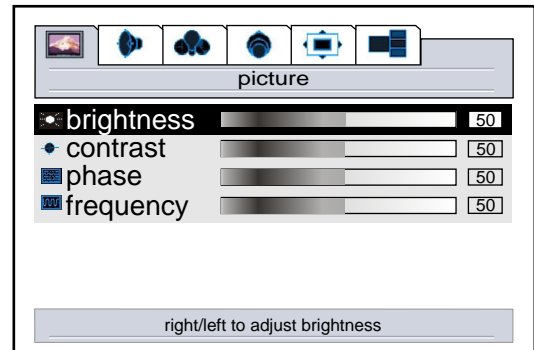 picture
brightness 50
contrast 50
phase 50
frequency 50
right/left to adjust brightness